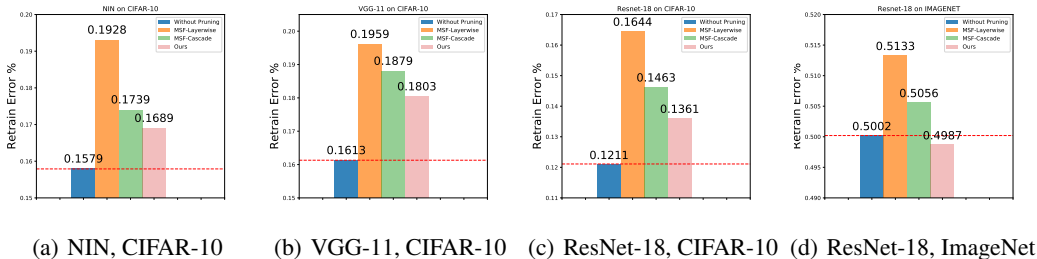 NIN on CIFAR-10
Retrain Error %
0.20
0.19
0.18
0.17
0.16
0.15
0.1579
0.1928
0.1739
0.1689
Without Pruning
MSF-Layerwise
MSF-Cascade
Ours
(a) NIN, CIFAR-10
VGG-11 on CIFAR-10
Retrain Error %
0.20
0.19
0.18
0.17
0.16
0.15
0.1613
0.1959
0.1879
0.1803
Without Pruning
MSF-Layerwise
MSF-Cascade
Ours
(b) VGG-11, CIFAR-10
Resnet-18 on CIFAR-10
Retrain Error %
0.17
0.16
0.15
0.14
0.13
0.12
0.11
0.1211
0.1644
0.1463
0.1361
Without Pruning
MSF-Layerwise
MSF-Cascade
Ours
(c) ResNet-18, CIFAR-10
Resnet-18 on IMAGENET
Retrain Error %
0.520
0.515
0.510
0.505
0.500
0.495
0.490
0.5002
0.5133
0.5056
0.4987
Without Pruning
MSF-Layerwise
MSF-Cascade
Ours
(d) ResNet-18, ImageNet